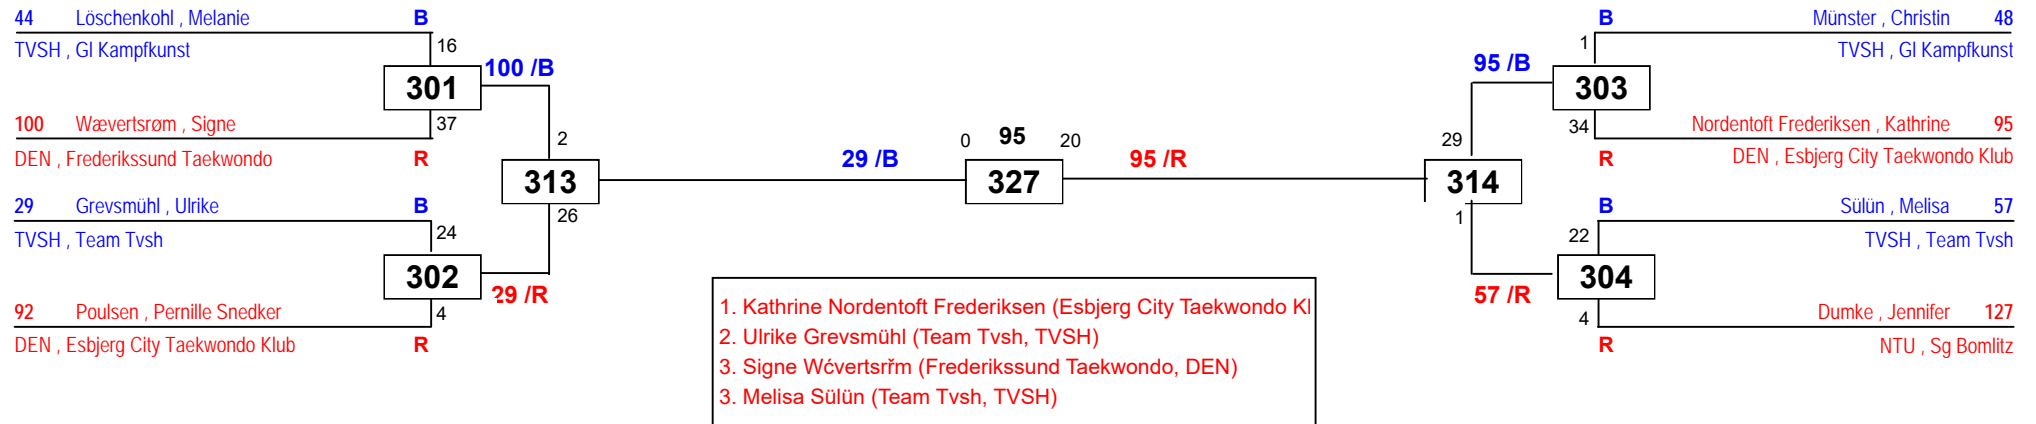 44 Löschenkohl , Melanie B
TVSH , Gl Kampfkunst
16
301
100 /B
37
100 Wævertsrøm , Signe
DEN , Frederikssund Taekwondo R
2
313
26
29 Grevsmühl , Ulrike B
TVSH , Team Tvsh
24
302
29 /R
4
92 Poulsen , Pernille Snedker
DEN , Esbjerg City Taekwondo Klub R
29 /B
0 95 20
327
95 /R
B Münster , Christin 48
TVSH , Gl Kampfkunst
1
95 /B
303
34
Nordentoft Frederiksen , Kathrine 95
R DEN , Esbjerg City Taekwondo Klub
29
314
1
B Sülün , Melisa 57
TVSH , Team Tvsh
22
304
57 /R
4
Dumke , Jennifer 127
R NTU , Sg Bomlitz
1. Kathrine Nordentoft Frederiksen (Esbjerg City Taekwondo Kl
2. Ulrike Grevsmühl (Team Tvsh, TVSH)
3. Signe Wćvertsrřm (Frederikssund Taekwondo, DEN)
3. Melisa Sülün (Team Tvsh, TVSH)